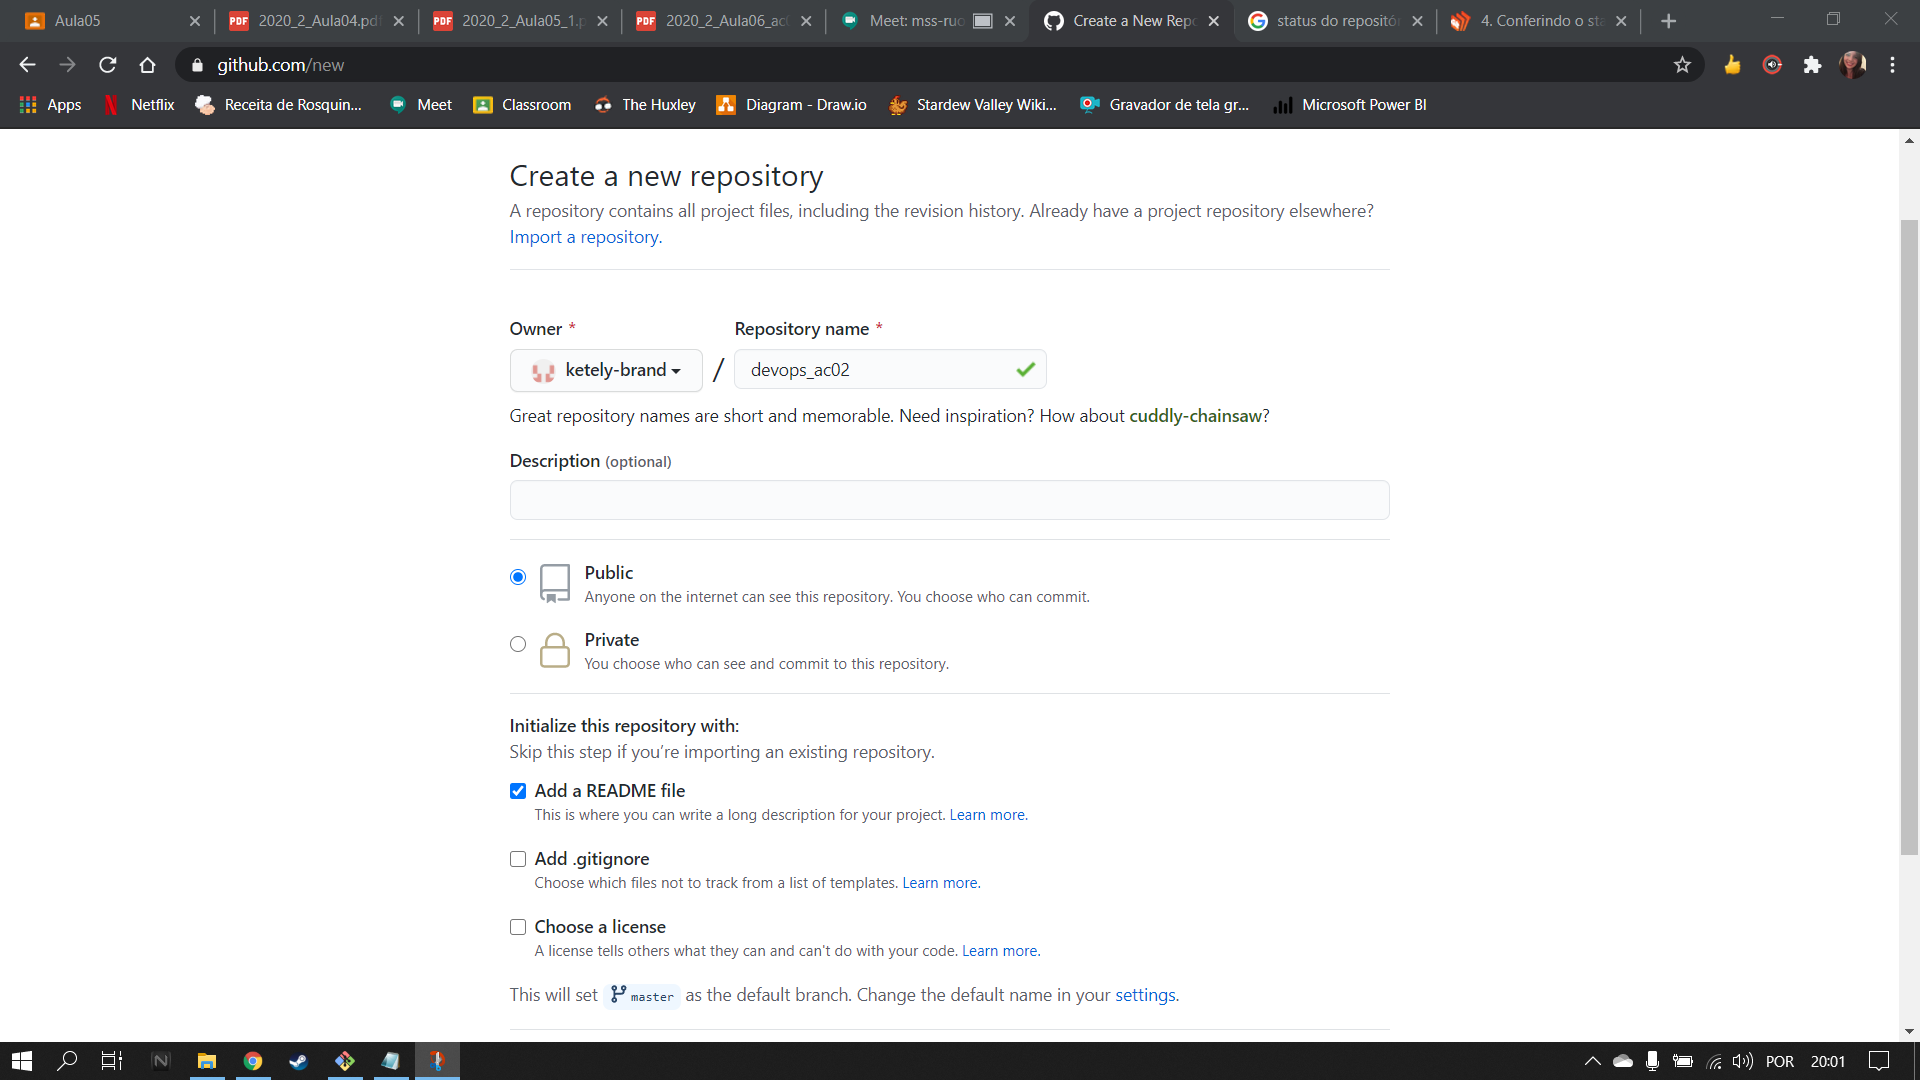 Aula05
PDF 2020_2_Aula04.pdf
PDF 2020_2_Aula05_1.p
PDF 2020_2_Aula06_ac
Meet: mss-ruo
Create a New Repo
status do repositó
4. Conferindo o sta
github.com/new
Apps
Netflix
Receita de Rosquin...
Meet
Classroom
The Huxley
Diagram - Draw.io
Stardew Valley Wiki...
Gravador de tela gr...
Microsoft Power BI
Create a new repository
A repository contains all project files, including the revision history. Already have a project repository elsewhere?
Import a repository.
Owner *
Repository name *
ketely-brand
/
devops_ac02
Great repository names are short and memorable. Need inspiration? How about cuddly-chainsaw?
Description (optional)
Public
Anyone on the internet can see this repository. You choose who can commit.
Private
You choose who can see and commit to this repository.
Initialize this repository with:
Skip this step if you’re importing an existing repository.
Add a README file
This is where you can write a long description for your project. Learn more.
Add .gitignore
Choose which files not to track from a list of templates. Learn more.
Choose a license
A license tells others what they can and can't do with your code. Learn more.
This will set master as the default branch. Change the default name in your settings.
POR
20:01